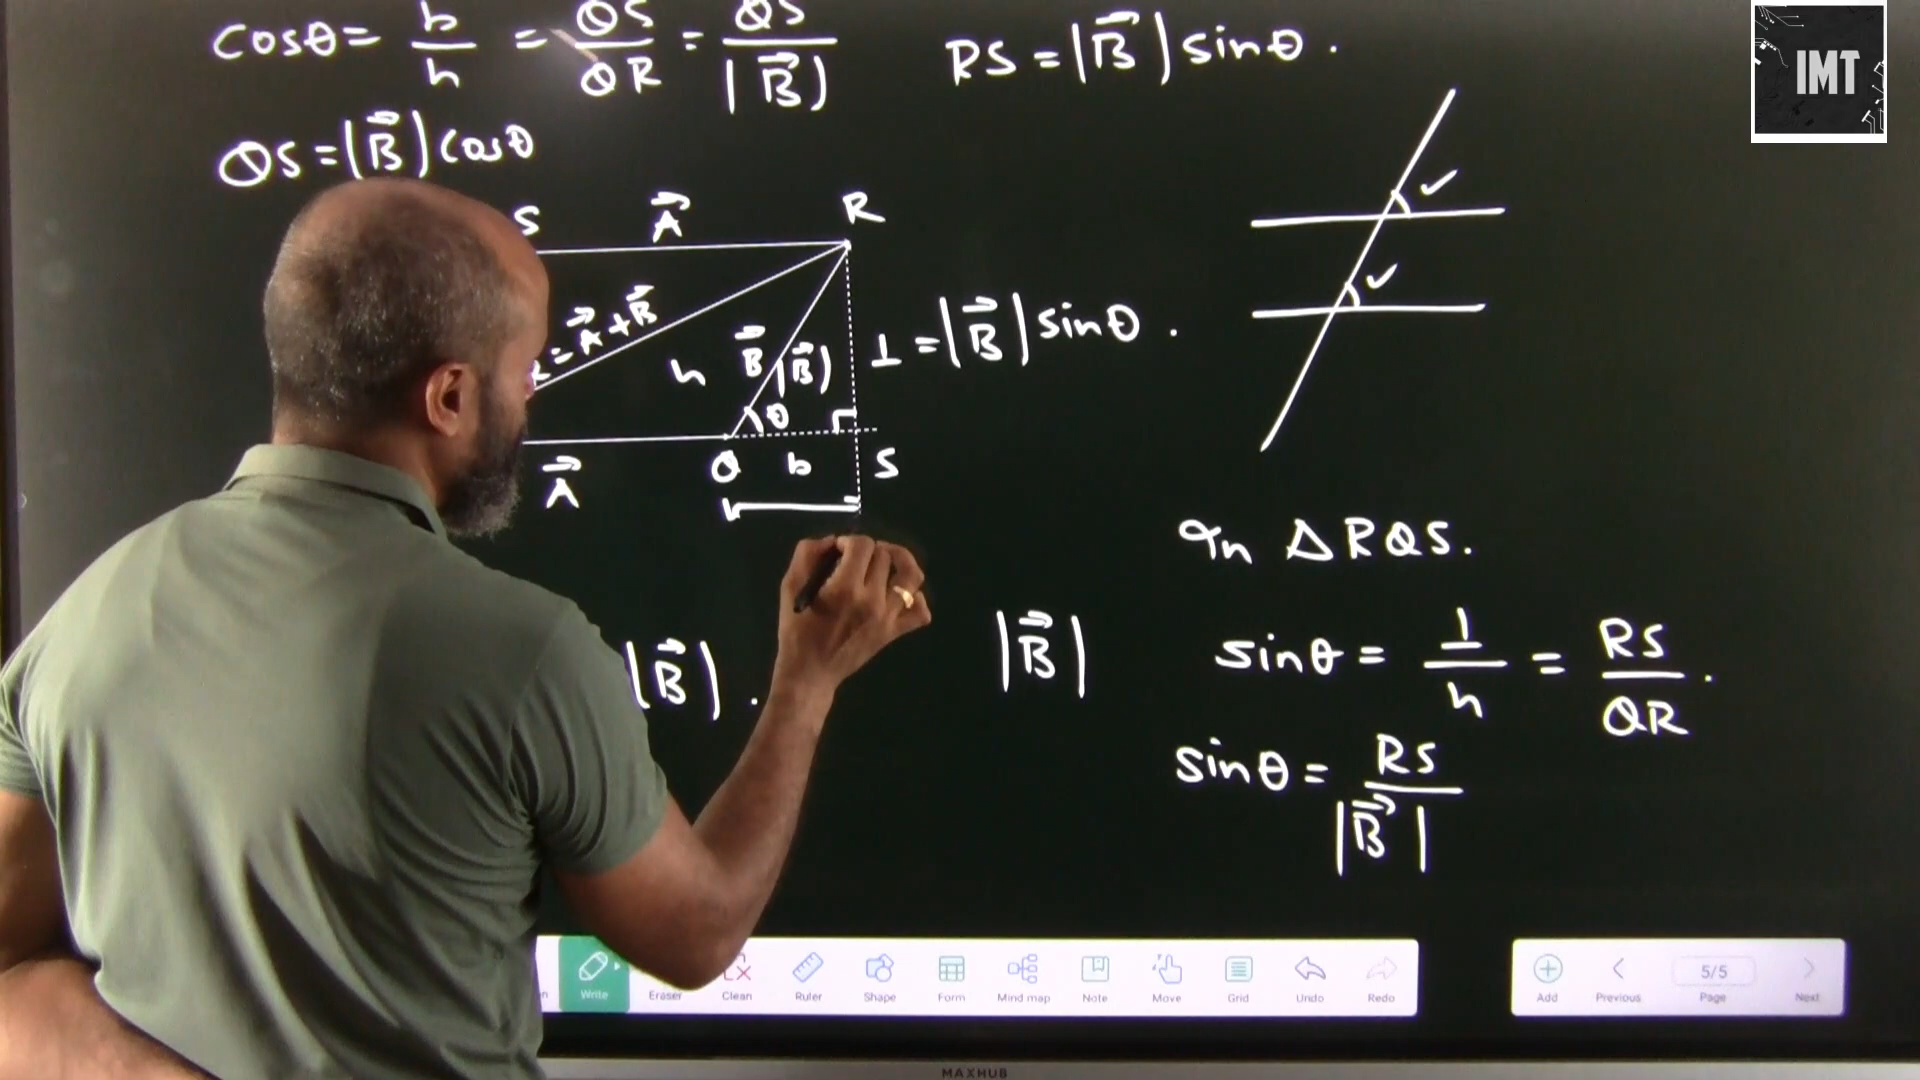 cosθ = b/h = QS/QR = QS/|B⃗|
RS = |B⃗| sinθ .
IMT
QS = |B⃗| cosθ
S A⃗ R
= A⃗ + B⃗
h B⃗ |B⃗|
⊥ = |B⃗| sinθ .
θ
A⃗ Q b S
In Δ RQS.
|B⃗| .
|B⃗|
sinθ = ⊥/h = RS/QR .
sinθ = RS/|B⃗|
Write Eraser Clean Ruler Shape Form Mind map Note Move Grid Undo Redo
Add Previous 5/5 Page Next
MAXHUB